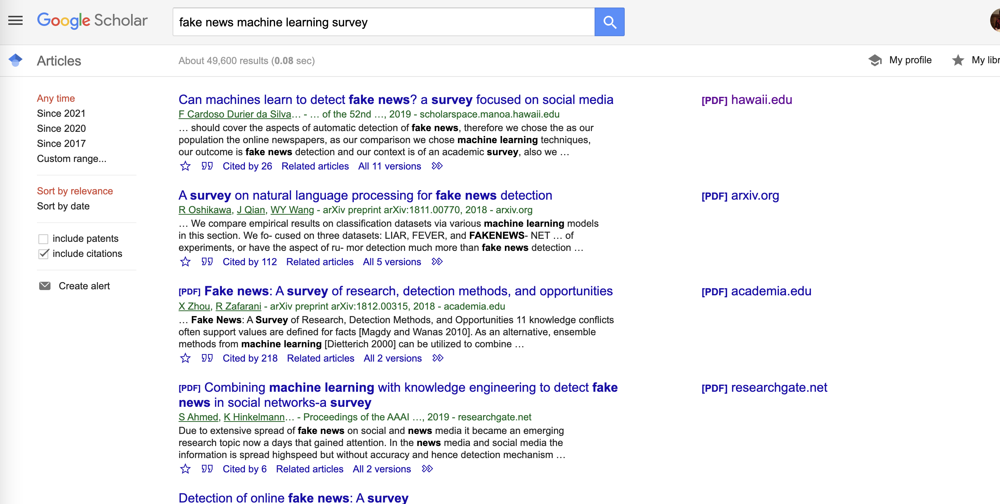 Google Scholar
fake news machine learning survey
Articles
About 49,600 results (0.08 sec)
My profile
My libr
Any time
Since 2021
Since 2020
Since 2017
Custom range...
Sort by relevance
Sort by date
include patents
include citations
Create alert
Can machines learn to detect fake news? a survey focused on social media
F Cardoso Durier da Silva… - … of the 52nd …, 2019 - scholarspace.manoa.hawaii.edu
… should cover the aspects of automatic detection of fake news, therefore we chose the as our
population the online newspapers, as our comparison we chose machine learning techniques,
our outcome is fake news detection and our context is of an academic survey, also we …
Cited by 26 Related articles All 11 versions
[PDF] hawaii.edu
A survey on natural language processing for fake news detection
R Oshikawa, J Qian, WY Wang - arXiv preprint arXiv:1811.00770, 2018 - arxiv.org
… We compare empirical results on classification datasets via various machine learning models
in this section. We fo- cused on three datasets: LIAR, FEVER, and FAKENEWS- NET … of
experiments, or have the aspect of ru- mor detection much more than fake news detection …
Cited by 112 Related articles All 5 versions
[PDF] arxiv.org
[PDF] Fake news: A survey of research, detection methods, and opportunities
X Zhou, R Zafarani - arXiv preprint arXiv:1812.00315, 2018 - academia.edu
… Fake News: A Survey of Research, Detection Methods, and Opportunities 11 knowledge conflicts
often support values are defined for facts [Magdy and Wanas 2010]. As an alternative, ensemble
methods from machine learning [Dietterich 2000] can be utilized to combine …
Cited by 218 Related articles All 2 versions
[PDF] academia.edu
[PDF] Combining machine learning with knowledge engineering to detect fake
news in social networks-a survey
S Ahmed, K Hinkelmann… - Proceedings of the AAAI …, 2019 - researchgate.net
Due to extensive spread of fake news on social and news media it became an emerging
research topic now a days that gained attention. In the news media and social media the
information is spread highspeed but without accuracy and hence detection mechanism …
Cited by 6 Related articles All 2 versions
[PDF] researchgate.net
Detection of online fake news: A survey